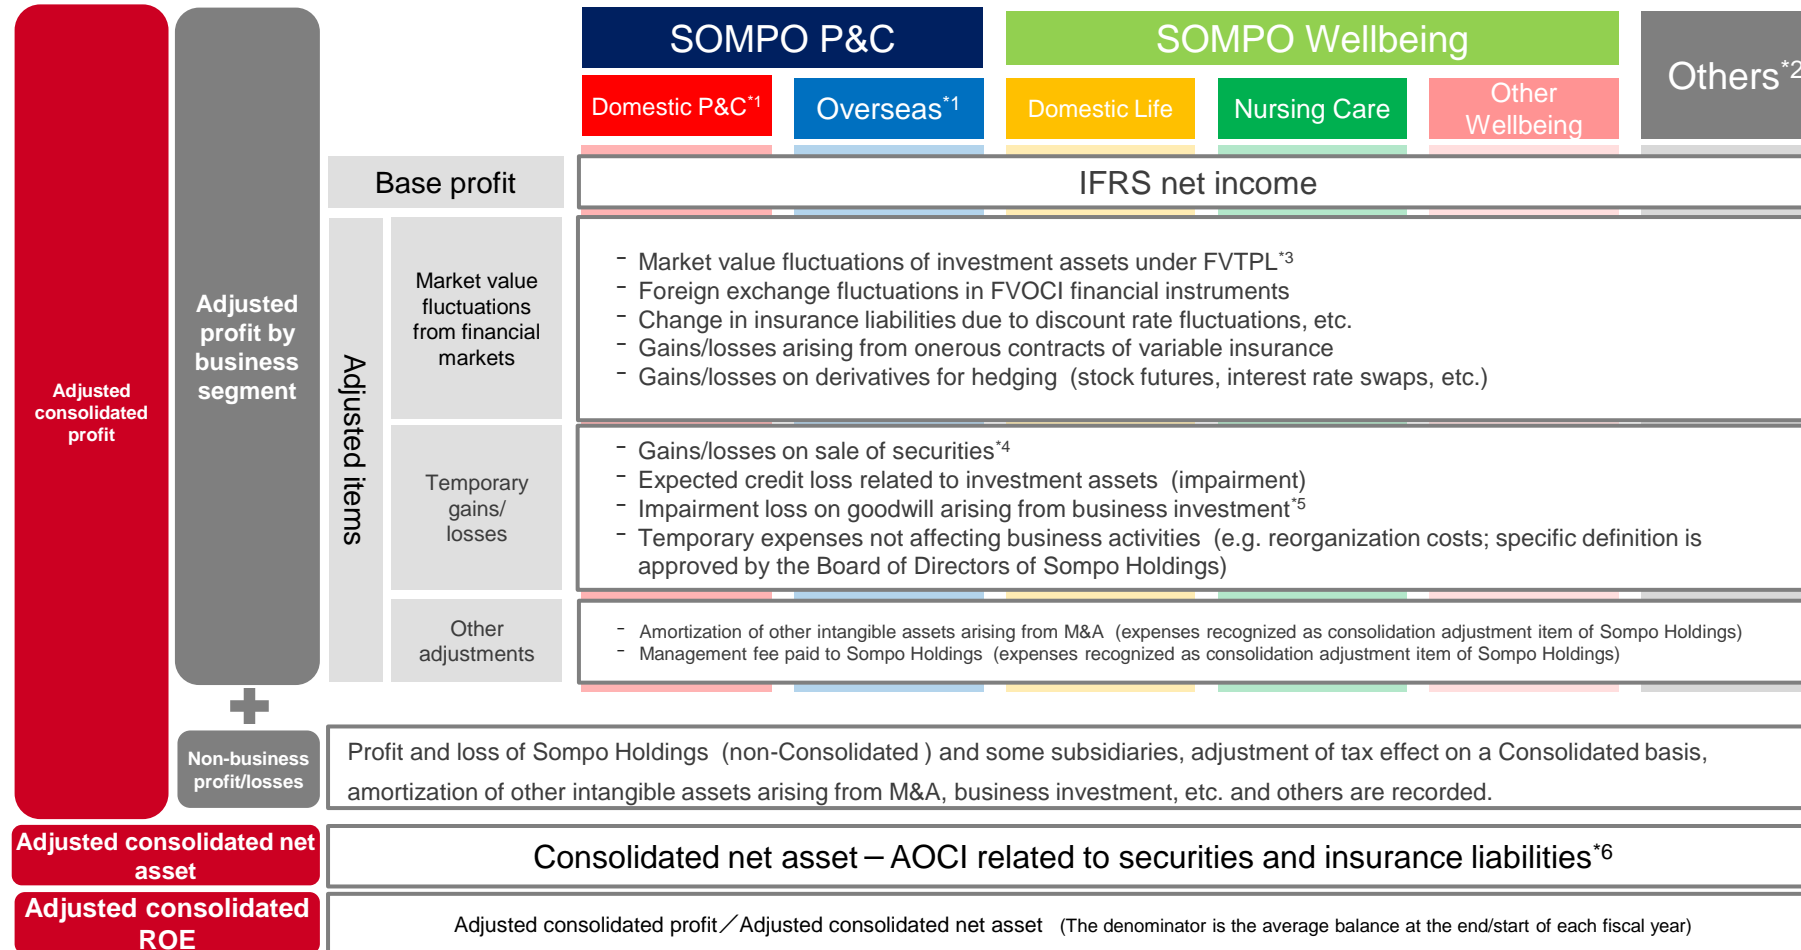 SOMPO P&C
SOMPO Wellbeing
Others*2
Domestic P&C*1
Overseas*1
Domestic Life
Nursing Care
Other
Wellbeing
Base profit
IFRS net income
Adjusted
consolidated
profit
Adjusted
profit by
business
segment
Adjusted items
Market value
fluctuations
from financial
markets
- Market value fluctuations of investment assets under FVTPL*3
- Foreign exchange fluctuations in FVOCI financial instruments
- Change in insurance liabilities due to discount rate fluctuations, etc.
- Gains/losses arising from onerous contracts of variable insurance
- Gains/losses on derivatives for hedging (stock futures, interest rate swaps, etc.)
Temporary
gains/
losses
- Gains/losses on sale of securities*4
- Expected credit loss related to investment assets (impairment)
- Impairment loss on goodwill arising from business investment*5
- Temporary expenses not affecting business activities (e.g. reorganization costs; specific definition is
approved by the Board of Directors of Sompo Holdings)
Other
adjustments
- Amortization of other intangible assets arising from M&A (expenses recognized as consolidation adjustment item of Sompo Holdings)
- Management fee paid to Sompo Holdings (expenses recognized as consolidation adjustment item of Sompo Holdings)
+
Non-business
profit/losses
Profit and loss of Sompo Holdings (non-Consolidated ) and some subsidiaries, adjustment of tax effect on a Consolidated basis,
amortization of other intangible assets arising from M&A, business investment, etc. and others are recorded.
Adjusted consolidated net
asset
Consolidated net asset – AOCI related to securities and insurance liabilities*6
Adjusted consolidated
ROE
Adjusted consolidated profit／Adjusted consolidated net asset (The denominator is the average balance at the end/start of each fiscal year)